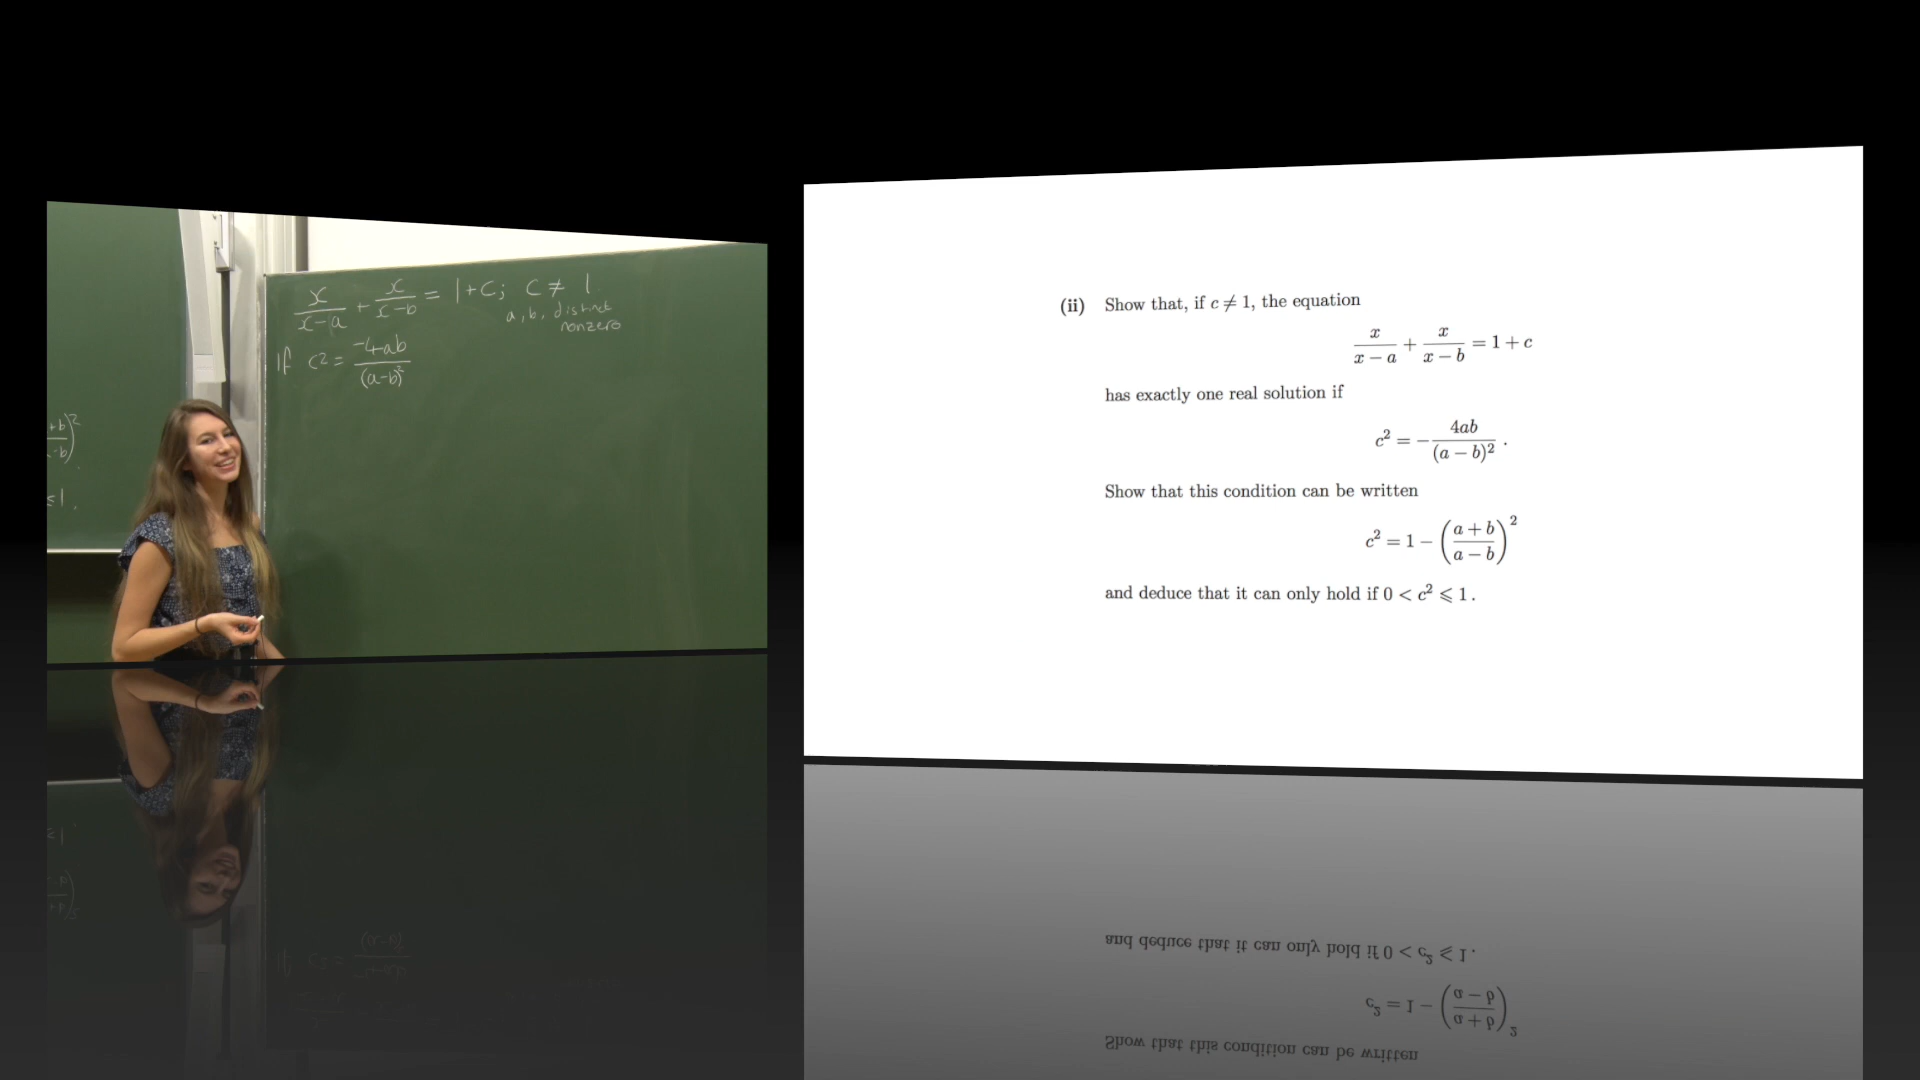 x/(x-a) + x/(x-b) = 1+c; c ≠ 1
a, b, distinct
nonzero
If c² = -4ab/(a-b)²
+b)²
-b)
≤1.
(ii) Show that, if c ≠ 1, the equation
x/(x − a) + x/(x − b) = 1 + c
has exactly one real solution if
c² = − 4ab/(a − b)² .
Show that this condition can be written
c² = 1 − ((a + b)/(a − b))²
and deduce that it can only hold if 0 < c² ⩽ 1 .